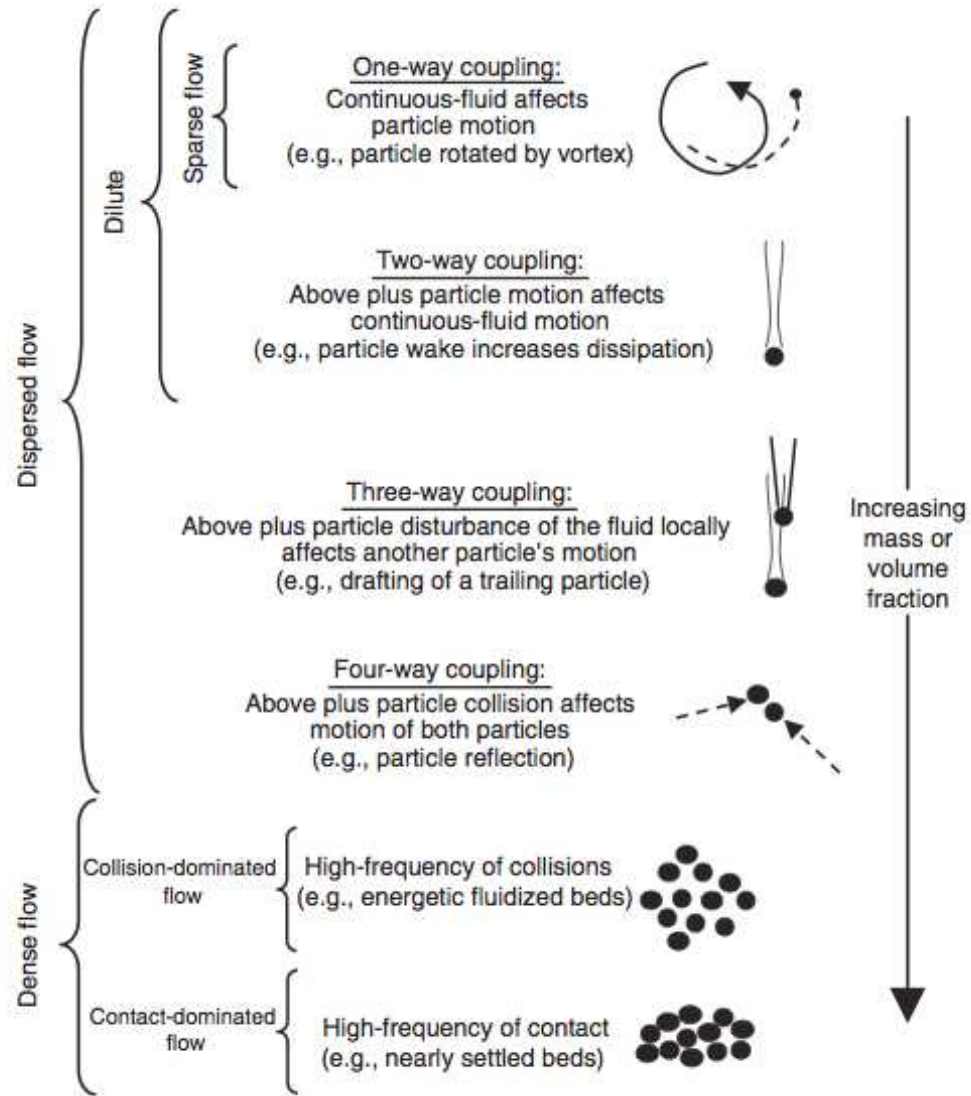 One-way coupling:
Continuous-fluid affects
particle motion
(e.g., particle rotated by vortex)
Sparse flow
Dilute
Two-way coupling:
Above plus particle motion affects
continuous-fluid motion
(e.g., particle wake increases dissipation)
Dispersed flow
Three-way coupling:
Above plus particle disturbance of the fluid locally
affects another particle's motion
(e.g., drafting of a trailing particle)
Increasing
mass or
volume
fraction
Four-way coupling:
Above plus particle collision affects
motion of both particles
(e.g., particle reflection)
Dense flow
Collision-dominated
flow
High-frequency of collisions
(e.g., energetic fluidized beds)
Contact-dominated
flow
High-frequency of contact
(e.g., nearly settled beds)